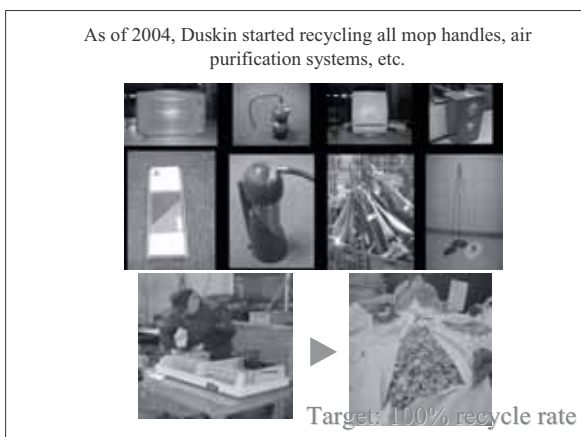 As of 2004, Duskin started recycling all mop handles, air
purification systems, etc.
Target: 100% recycle rate